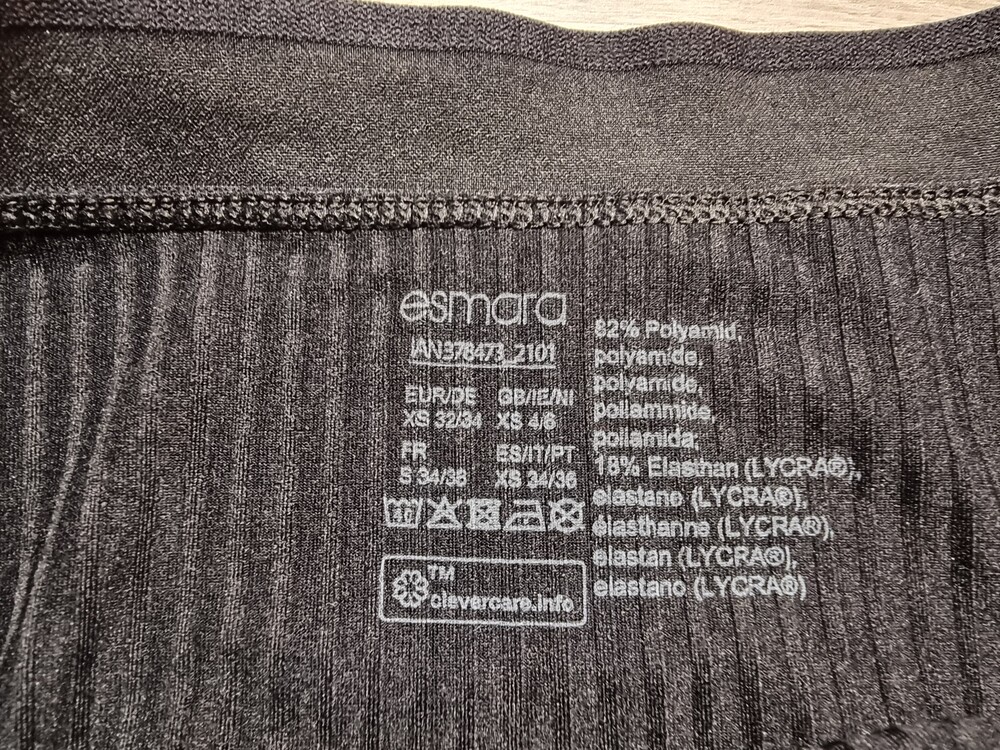 esmara
IAN378473_2101
EUR/DE GB/IE/NI
XS 32/34 XS 4/6
FR ES/IT/PT
S 34/36 XS 34/36
TM
clevercare.info
82% Polyamid,
polyamide,
polyamide,
poliammide,
poliamida;
18% Elasthan (LYCRA®),
elastane (LYCRA®),
élasthanne (LYCRA®),
elastan (LYCRA®),
elastano (LYCRA®)